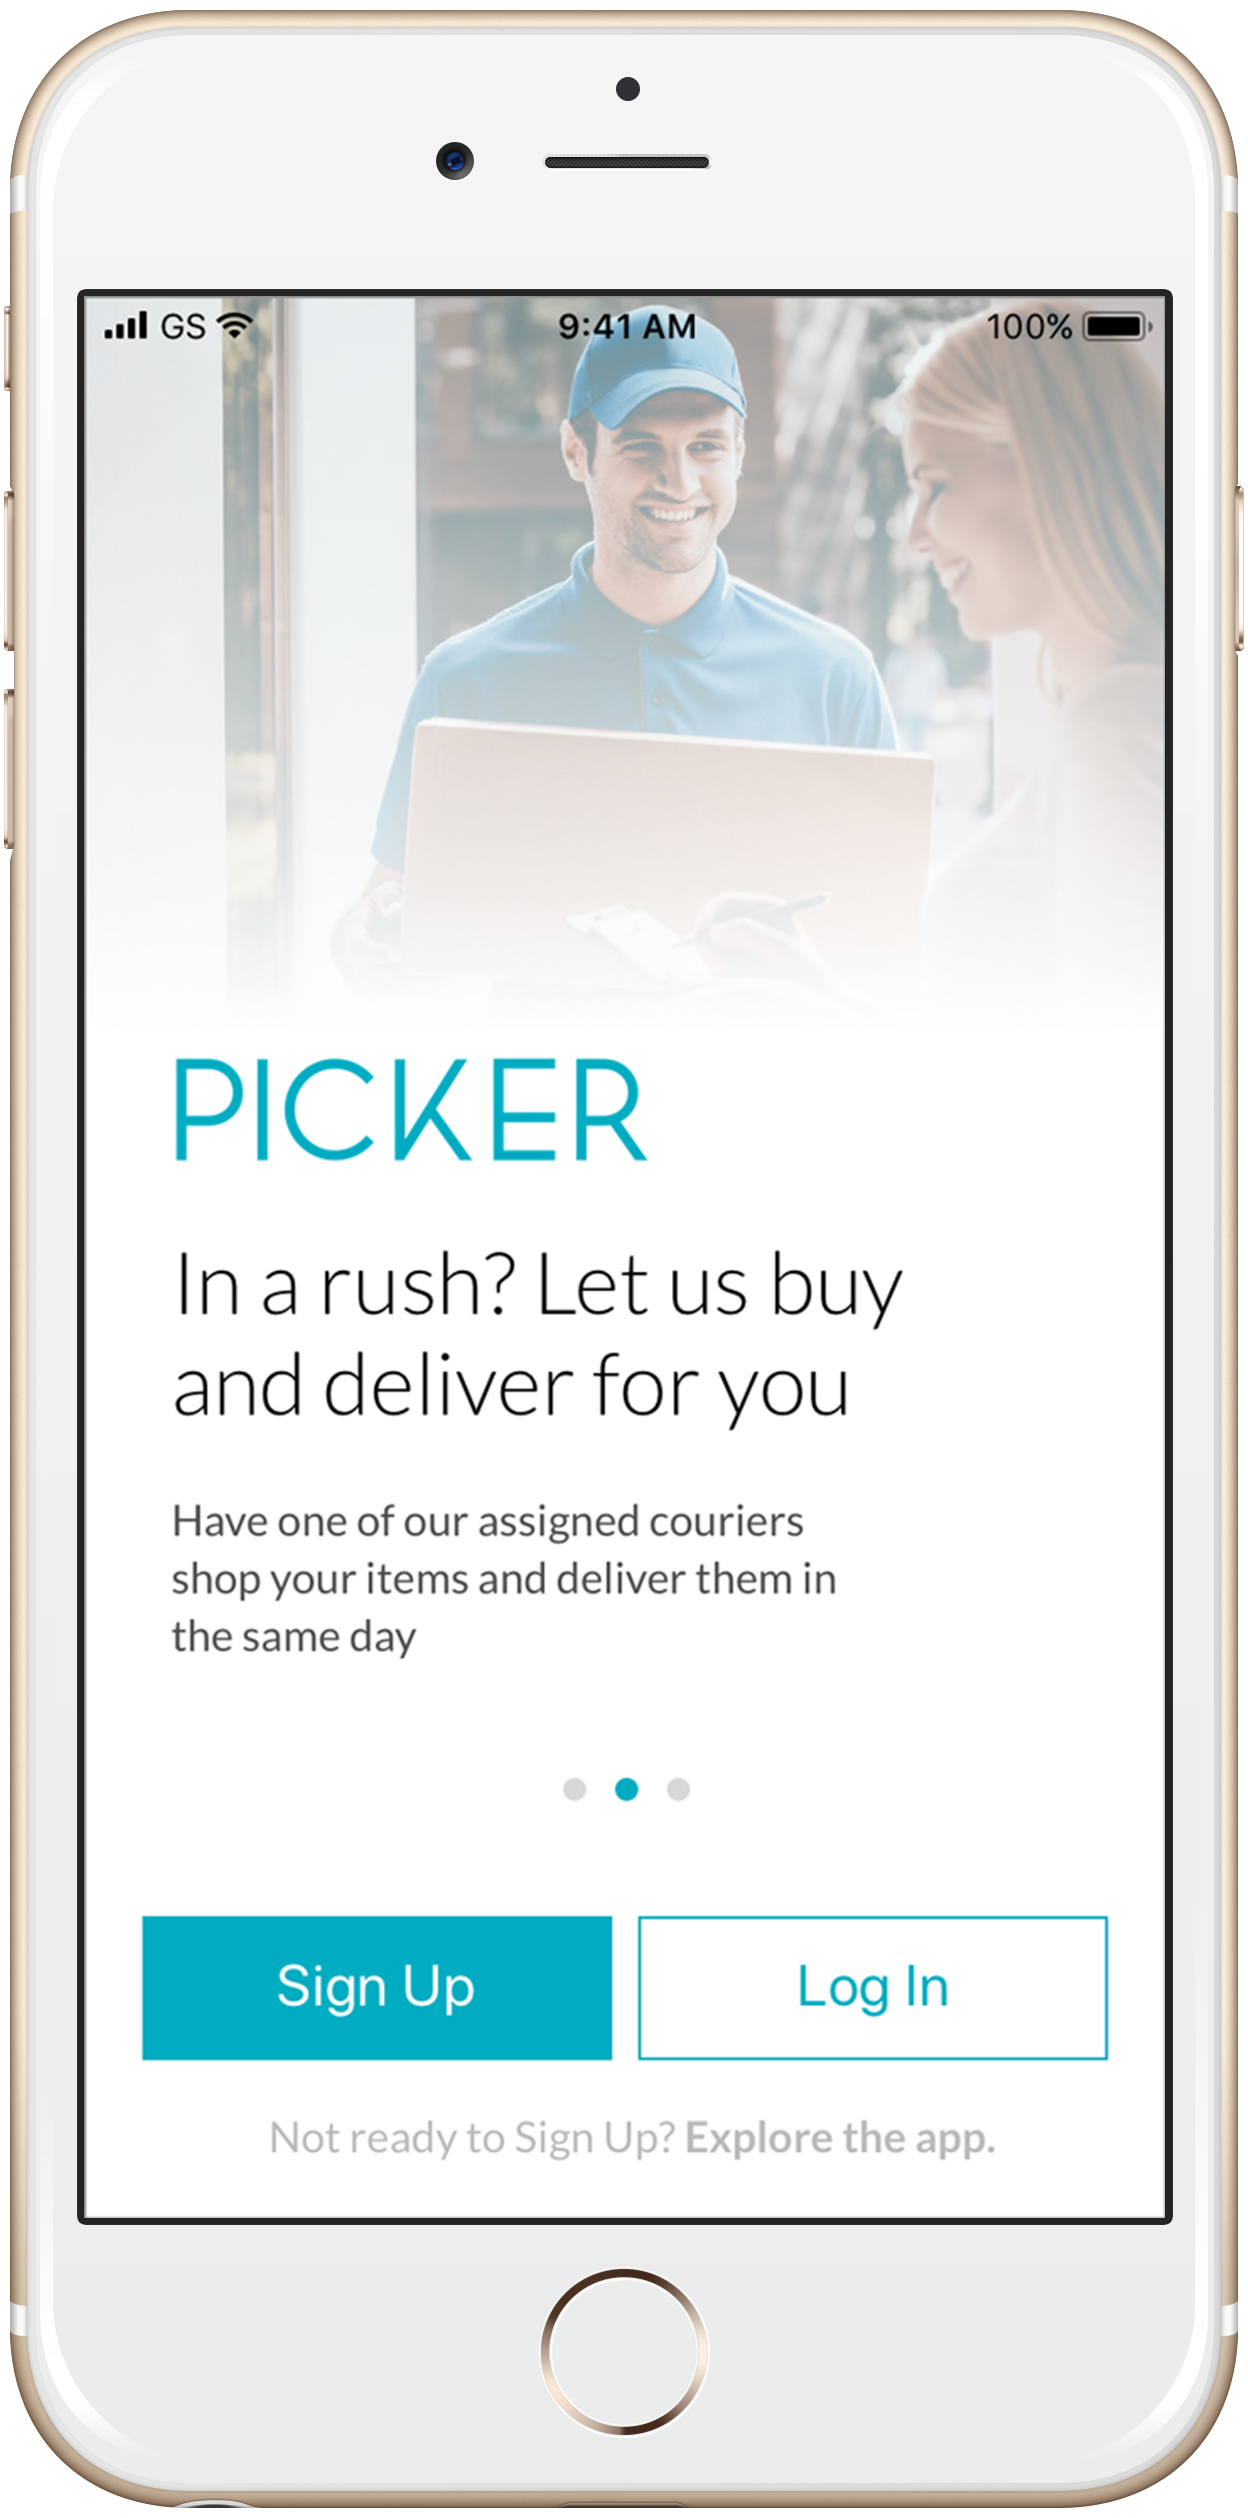 GS 9:41 AM 100%
PICKER
In a rush? Let us buy
and deliver for you
Have one of our assigned couriers
shop your items and deliver them in
the same day
Sign Up Log In
Not ready to Sign Up? Explore the app.